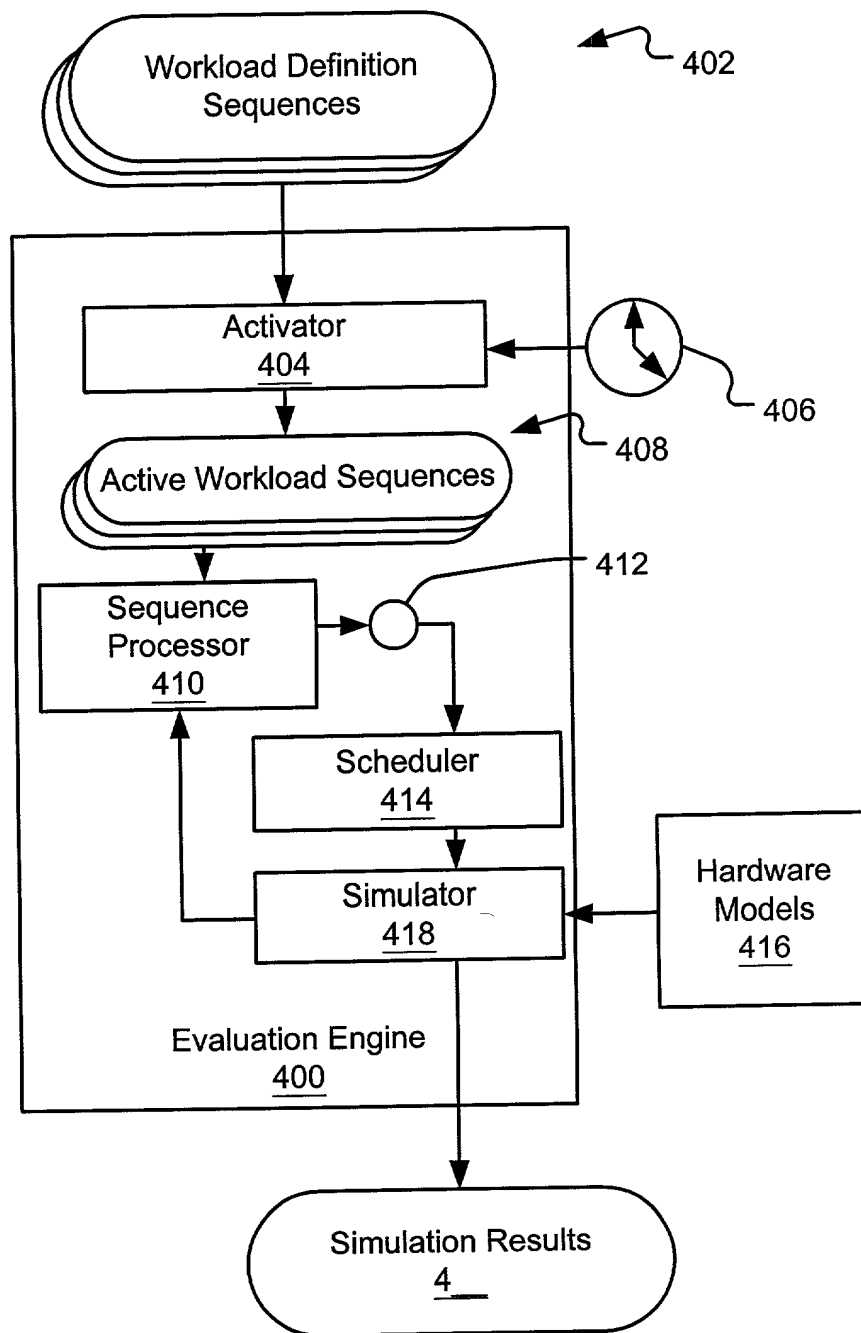 Workload Definition
Sequences
402
Activator
404
406
408
Active Workload Sequences
412
Sequence
Processor
410
Scheduler
414
Simulator
418
Hardware
Models
416
Evaluation Engine
400
Simulation Results
4